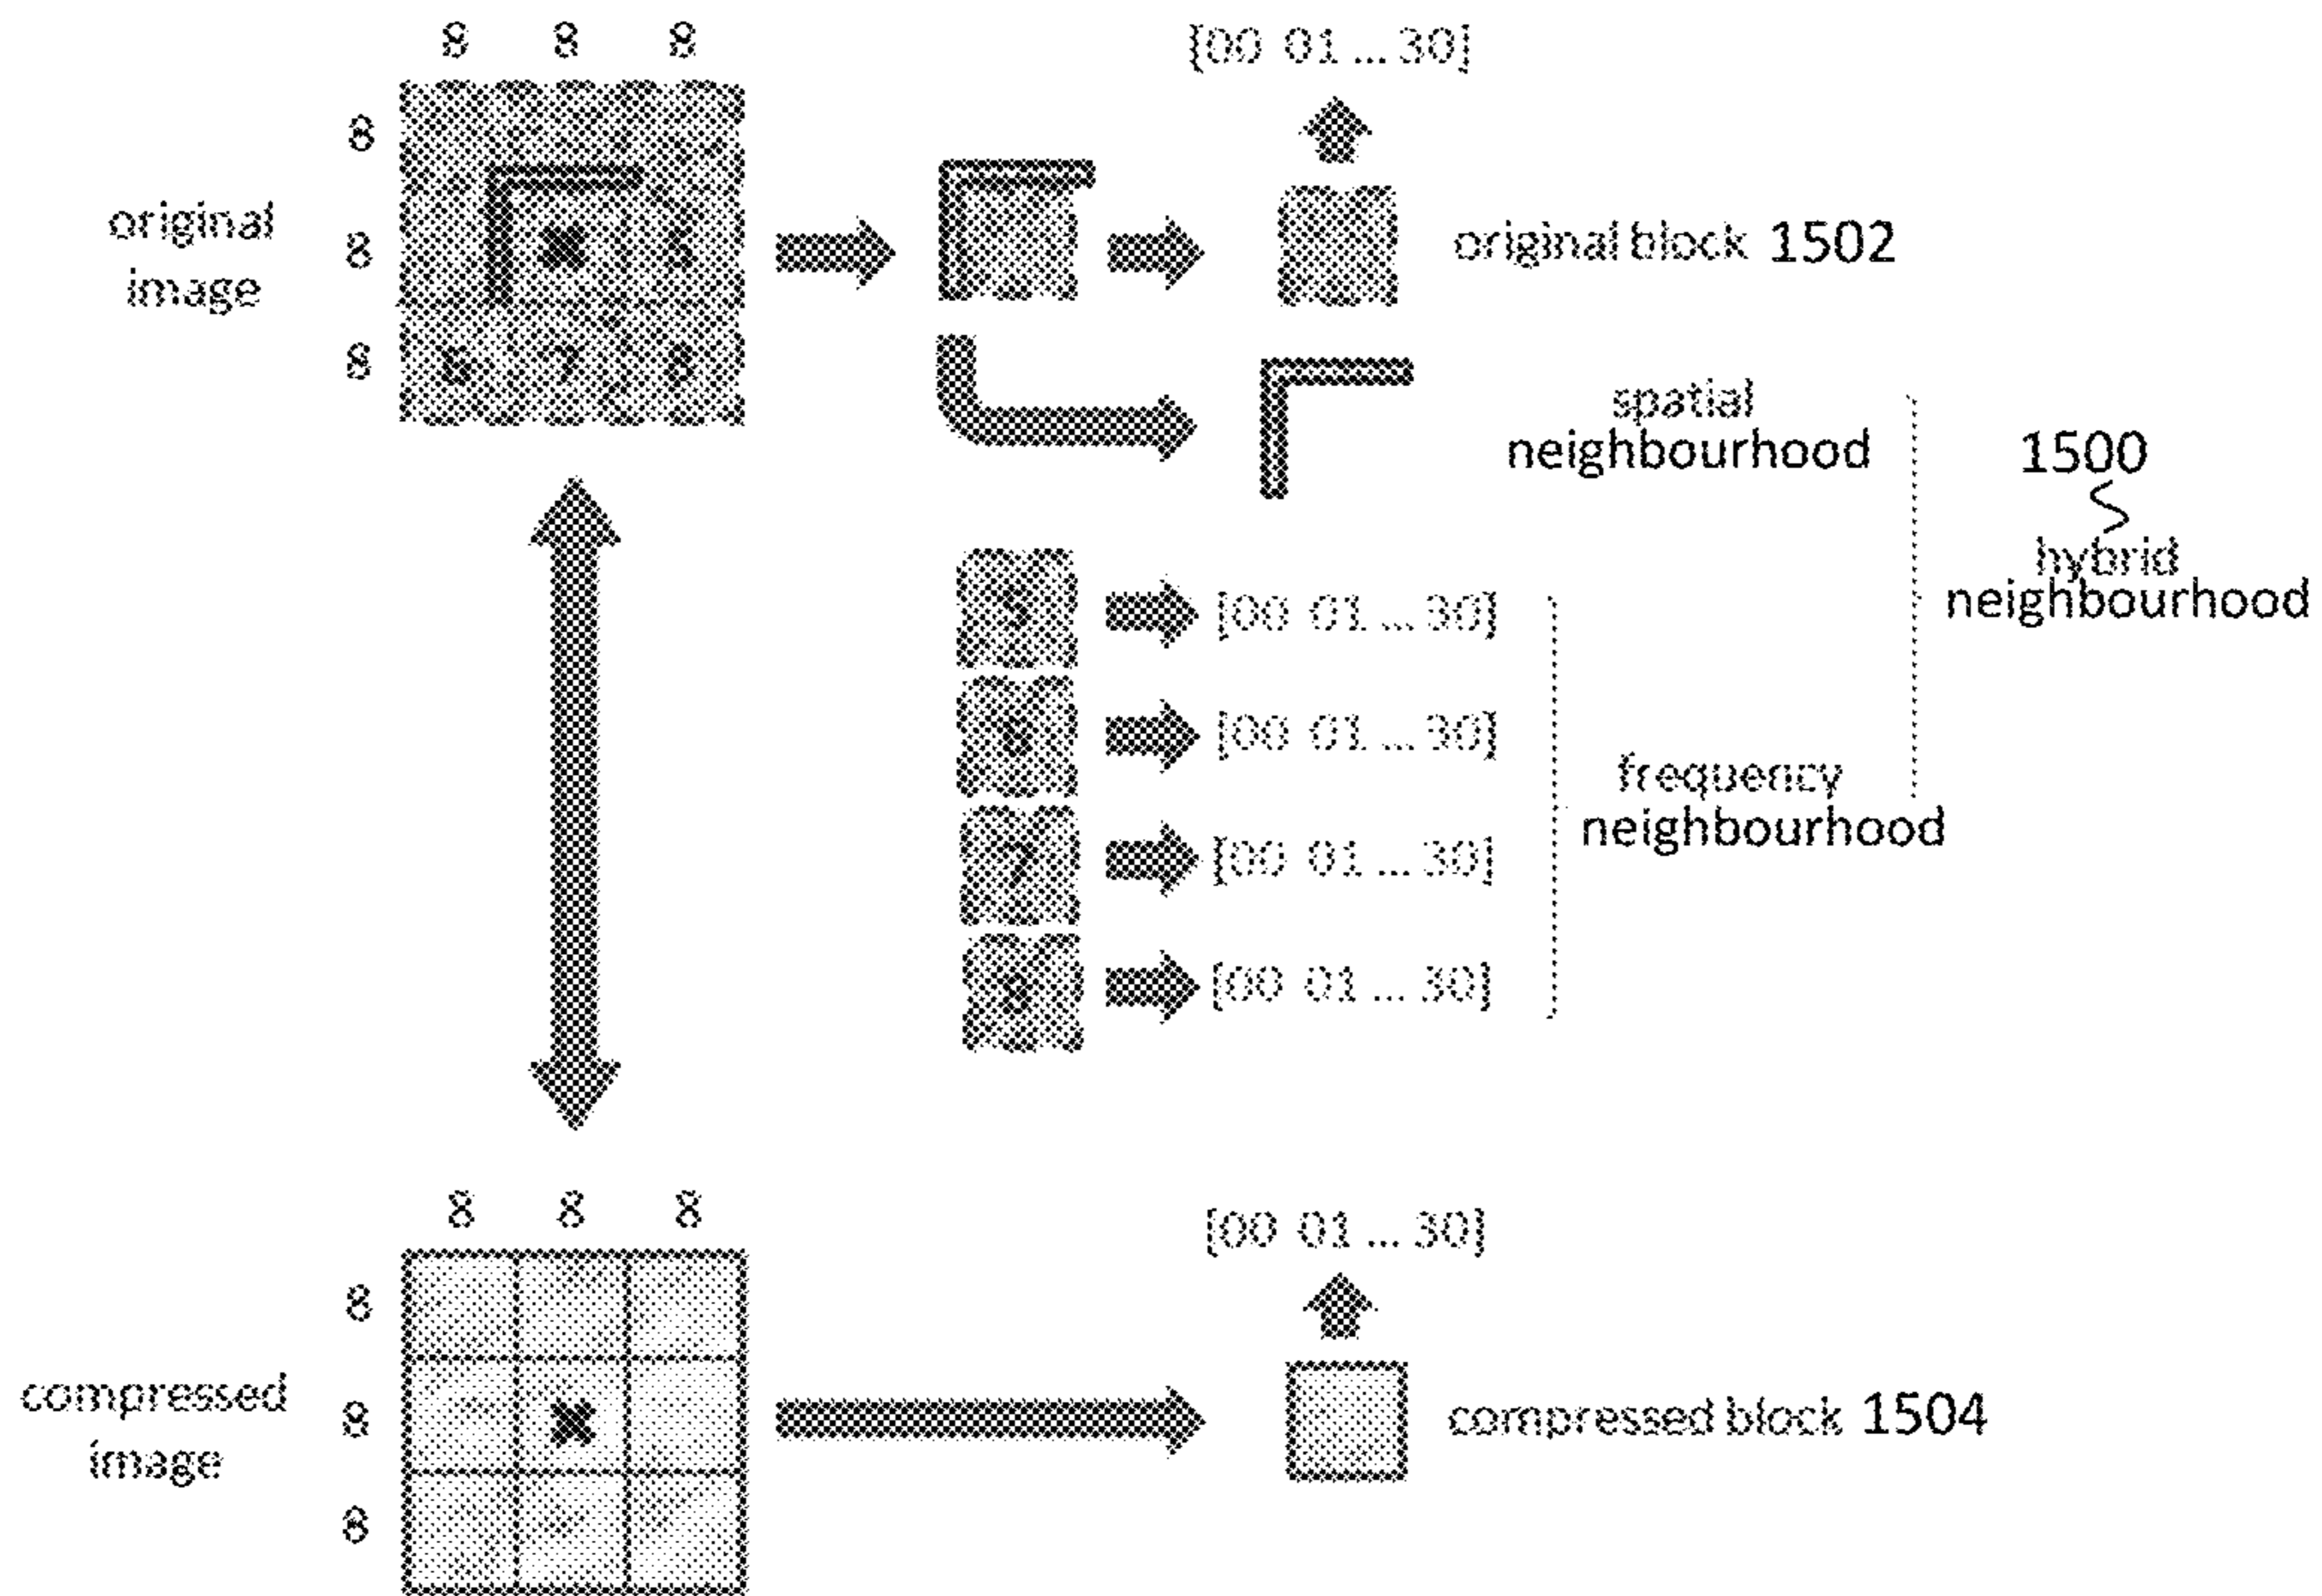 8 8 8
[00 01 ... 30]
8
original
image
8
5
original block 1502
8
6 7 8
spatial
neighbourhood
1500
hybrid
neighbourhood
5
[00 01 ... 30]
6
[00 01 ... 30]
frequency
neighbourhood
7
[00 01 ... 30]
8
[00 01 ... 30]
8 8 8
[00 01 ... 30]
8
compressed
image
8
compressed block 1504
8